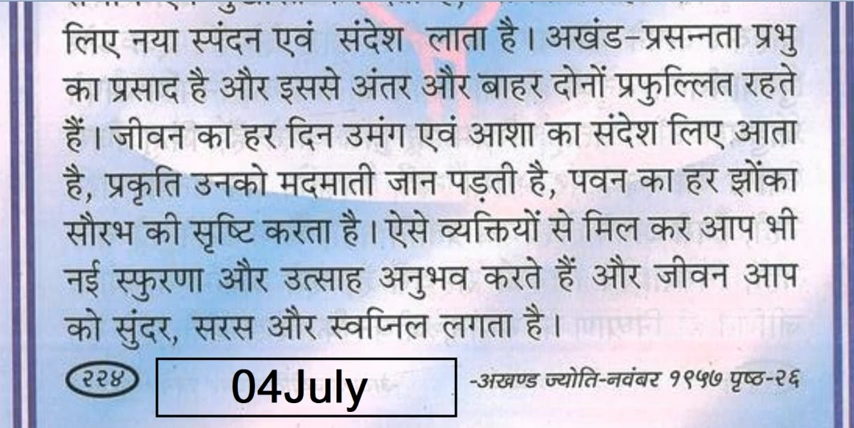 लिए नया स्पंदन एवं संदेश लाता है। अखंड-प्रसन्नता प्रभु
का प्रसाद है और इससे अंतर और बाहर दोनों प्रफुल्लित रहते
हैं। जीवन का हर दिन उमंग एवं आशा का संदेश लिए आता
है, प्रकृति उनको मदमाती जान पड़ती है, पवन का हर झोंका
सौरभ की सृष्टि करता है। ऐसे व्यक्तियों से मिल कर आप भी
नई स्फुरणा और उत्साह अनुभव करते हैं और जीवन आप
को सुंदर, सरस और स्वप्निल लगता है।
२२४ 04July -अखण्ड ज्योति-नवंबर १९५७ पृष्ठ-२६